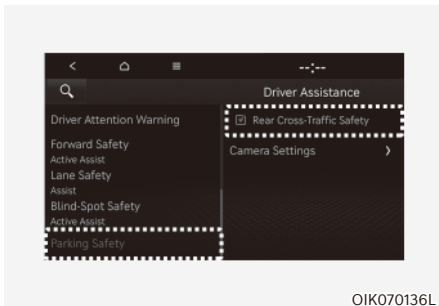 --:--
Driver Assistance
Driver Attention Warning
Rear Cross-Traffic Safety
Forward Safety
Active Assist
Camera Settings
Lane Safety
Assist
Blind-Spot Safety
Active Assist
Parking Safety
OIK070136L